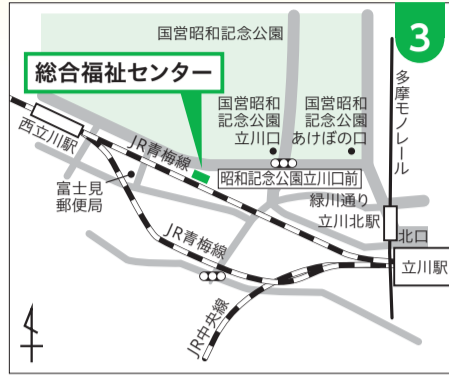 3
国営昭和記念公園
総合福祉センター
多摩モノレール
国営昭和
記念公園
立川口
国営昭和
記念公園
あけぼの口
西立川駅
JR青梅線
昭和記念公園立川口前
富士見
郵便局
緑川通り
立川北駅
北口
立川駅
JR青梅線
JR中央線